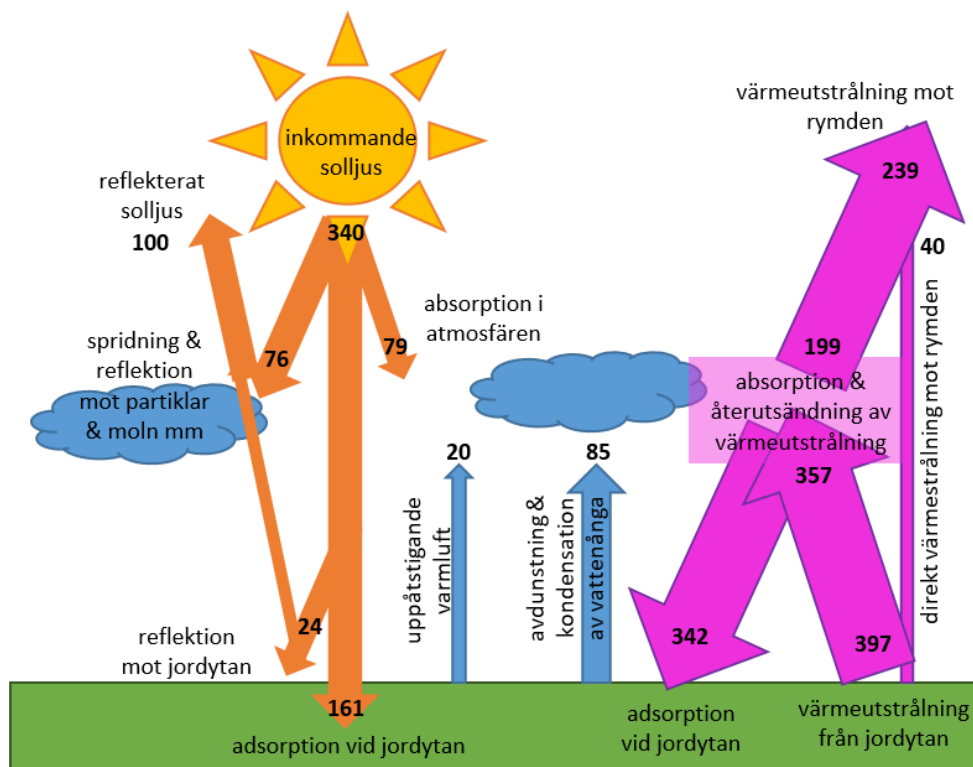 inkommande
solljus
340
reflekterat
solljus
100
76
79
absorption i
atmosfären
spridning &
reflektion
mot partiklar
& moln mm
24
reflektion
mot jordytan
161
adsorption vid jordytan
20
uppåtstigande
varmluft
85
avdunstning &
kondensation
av vattenånga
värmeutstrålning mot
rymden
239
40
direkt värmestrålning mot rymden
199
absorption &
återutsändning av
värmeutstrålning
357
342
397
adsorption
vid jordytan
värmeutstrålning
från jordytan